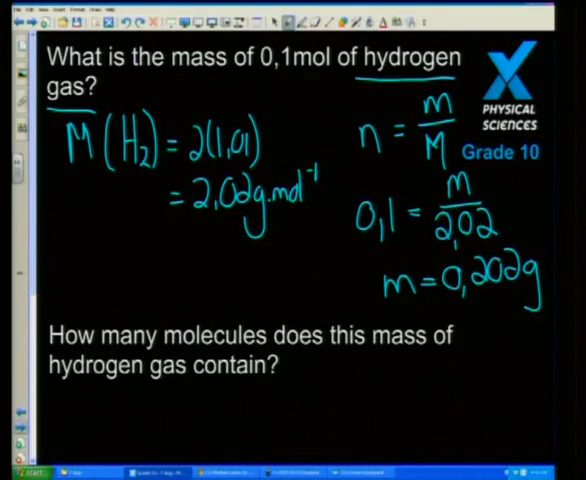 What is the mass of 0,1mol of hydrogen
gas?
PHYSICAL
SCIENCES
Grade 10
M(H₂) = 2(1,01)
= 2,02g.mol⁻¹
n = m/M
0,1 = m/2,02
m = 0,202g
How many molecules does this mass of
hydrogen gas contain?
start